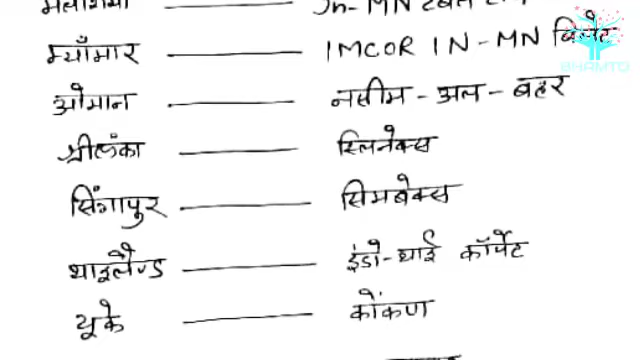 म्याँमार — IMCOR IN-MN
ओमान — नसीम-अल-बहर
श्रीलंका — स्लिनेक्स
सिंगापुर — सिमबेक्स
थाइलैण्ड — इंडो-थाई कॉर्पेट
यूके — कोंकण